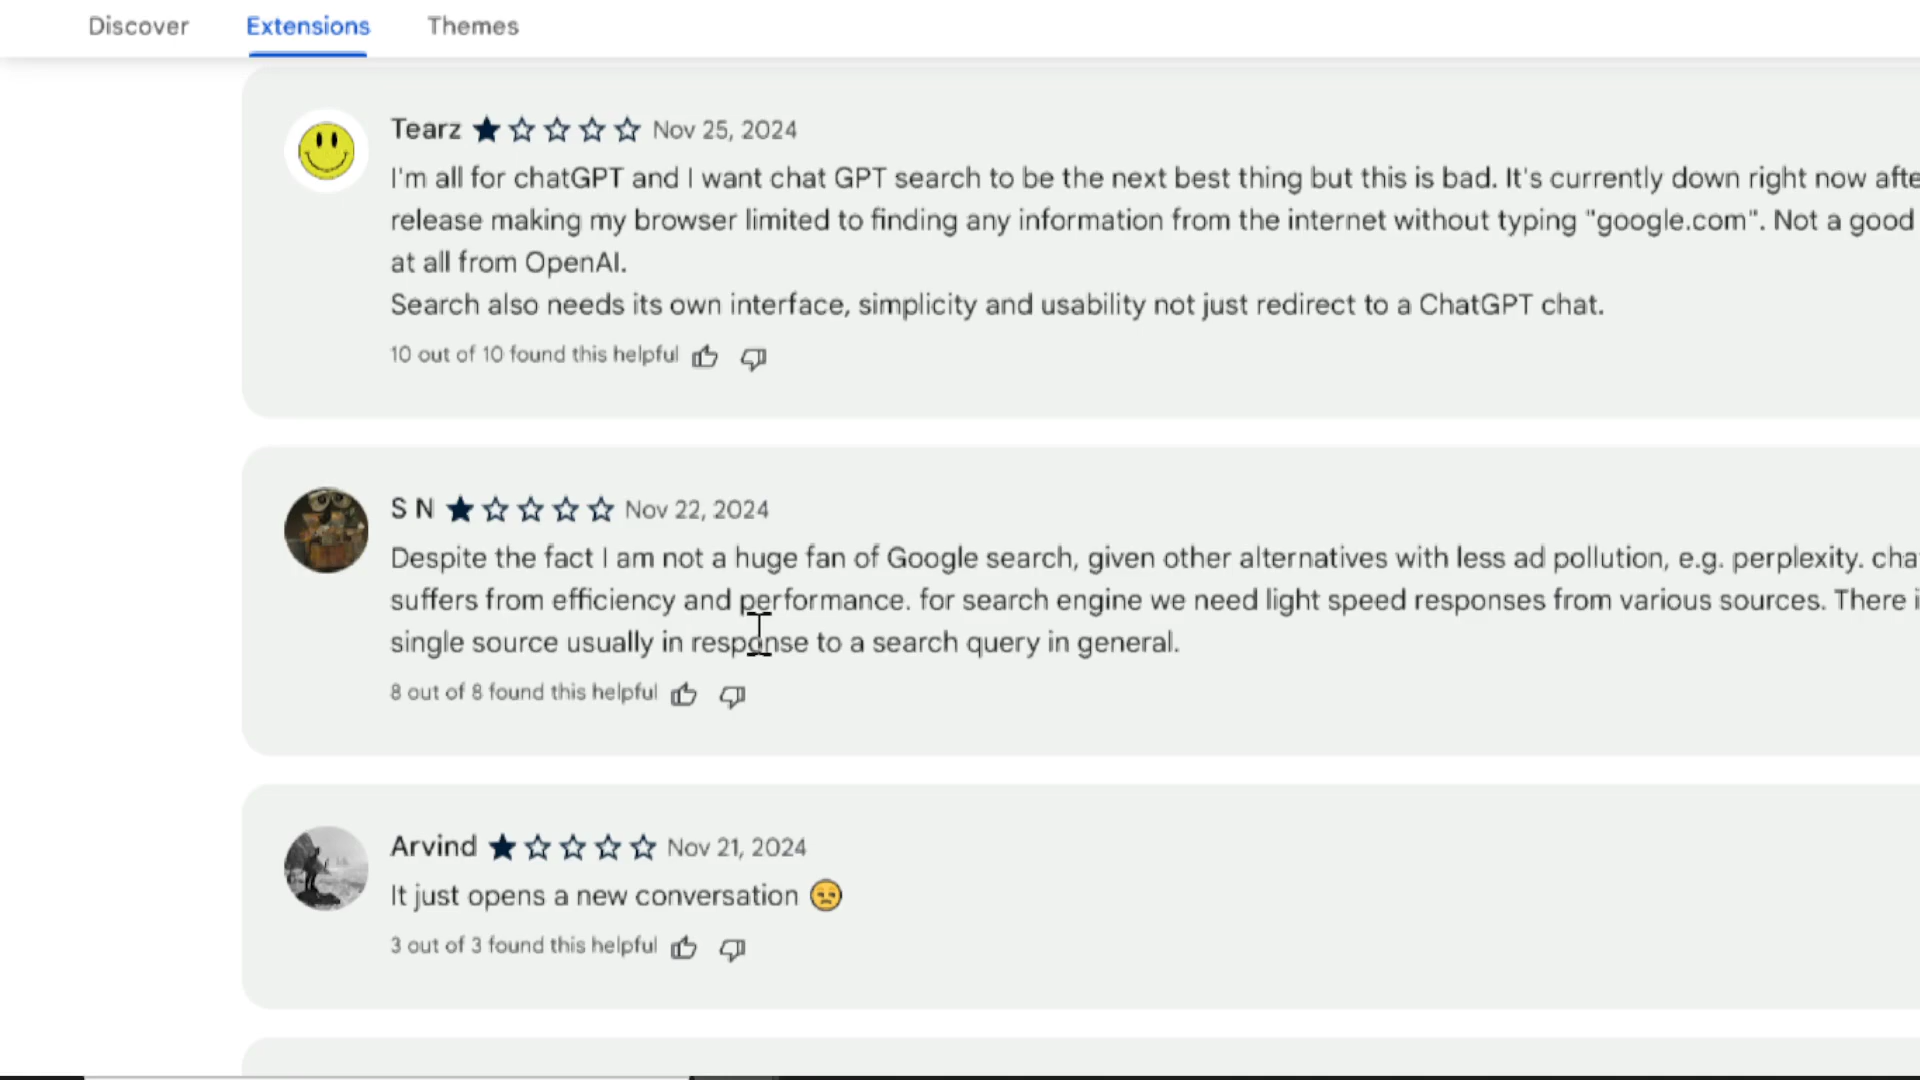 Discover Extensions Themes
Tearz Nov 25, 2024
I'm all for chatGPT and I want chat GPT search to be the next best thing but this is bad. It's currently down right now afte
release making my browser limited to finding any information from the internet without typing "google.com". Not a good
at all from OpenAI.
Search also needs its own interface, simplicity and usability not just redirect to a ChatGPT chat.
10 out of 10 found this helpful
S N Nov 22, 2024
Despite the fact I am not a huge fan of Google search, given other alternatives with less ad pollution, e.g. perplexity. cha
suffers from efficiency and performance. for search engine we need light speed responses from various sources. There i
single source usually in response to a search query in general.
8 out of 8 found this helpful
Arvind Nov 21, 2024
It just opens a new conversation 😒
3 out of 3 found this helpful